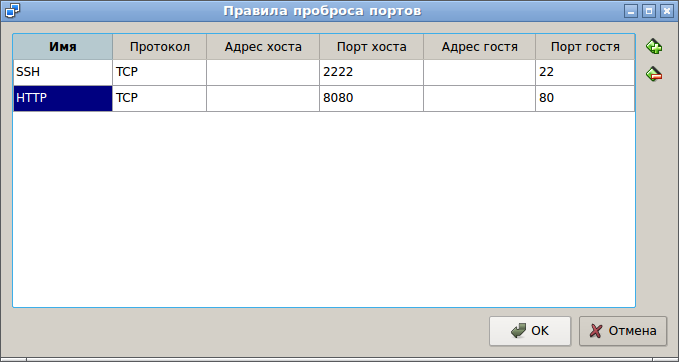 Правила проброса портов
Имя Протокол Адрес хоста Порт хоста Адрес гостя Порт гостя
SSH TCP 2222 22
HTTP TCP 8080 80
OK Отмена